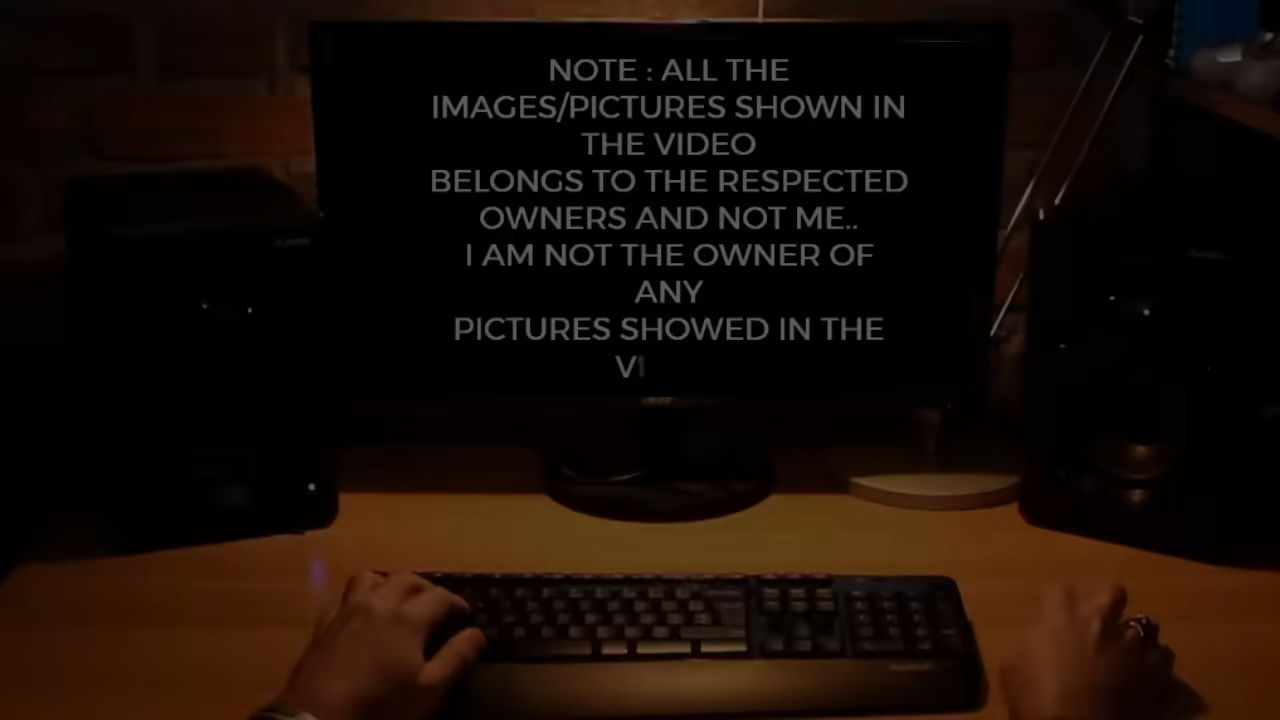 NOTE : ALL THE
IMAGES/PICTURES SHOWN IN
THE VIDEO
BELONGS TO THE RESPECTED
OWNERS AND NOT ME..
I AM NOT THE OWNER OF
ANY
PICTURES SHOWED IN THE
VI